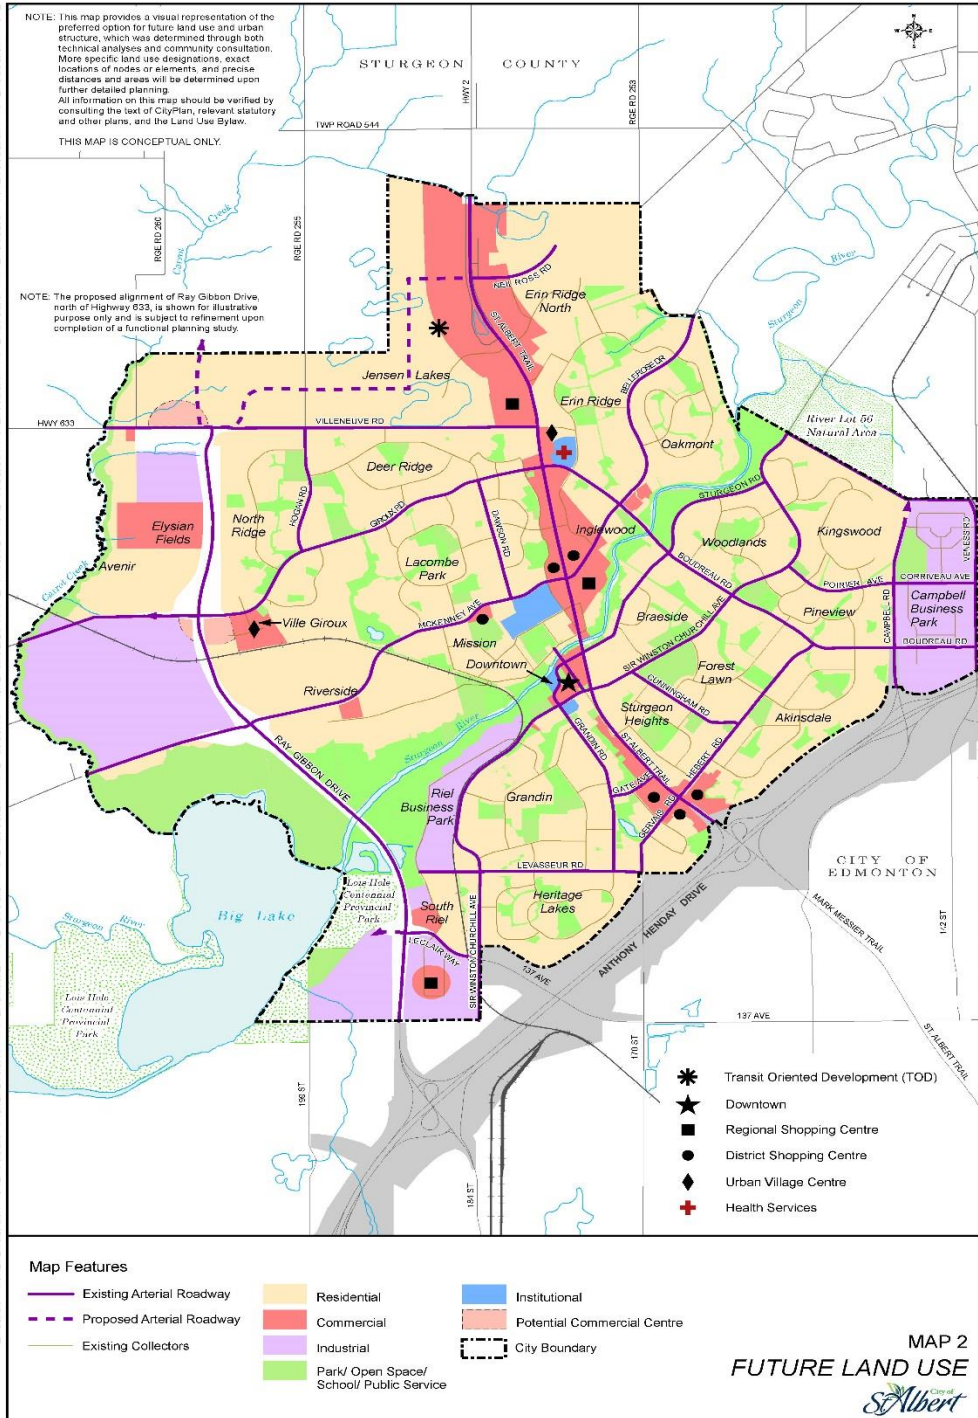 NOTE: This map provides a visual representation of the
preferred option for future land use and urban
structure, which was determined through both
technical analyses and community consultation.
More specific land use designations, exact
locations of nodes or elements, and precise
distances and areas will be determined upon
further detailed planning.
All information on this map should be verified by
consulting the text of CityPlan, relevant statutory
and other plans, and the Land Use Bylaw.
THIS MAP IS CONCEPTUAL ONLY.
N
W
E
S
STURGEON COUNTY
HWY 2
RGE RD 253
TWP ROAD 544
RGE RD 260
RGE RD 255
Carrot Creek
NOTE: The proposed alignment of Ray Gibbon Drive,
north of Highway 633, is shown for illustrative
purpose only and is subject to refinement upon
completion of a functional planning study.
Sturgeon River
NEIL ROSS RD
Erin Ridge
North
ST. ALBERT TRAIL
Jensen Lakes
BELLEROSE DR
Erin Ridge
HWY 633
VILLENEUVE RD
River Lot 56
Natural Area
Oakmont
Deer Ridge
HOGAN RD
GIROUX RD
DAWSON RD
STURGEON RD
North
Ridge
Elysian
Fields
Inglewood
Woodlands
Kingswood
VENESS RD
Lacombe
Park
BOUDREAU RD
Avenir
Carrot Creek
POIRIER AVE
CORRIVEAU AVE
CAMPBELL RD
Campbell
Business
Park
Ville Giroux
MCKENNEY AVE
Mission
Braeside
SIR WINSTON CHURCHILL AVE
Pineview
BOUDREAU RD
Downtown
Forest
Lawn
Riverside
CUNNINGHAM RD
Sturgeon
Heights
Akinsdale
Sturgeon River
GRANDIN RD
ST. ALBERT TRAIL
HEBERT RD
RAY GIBBON DRIVE
Riel
Business
Park
Grandin
GATE AVE
GERVAIS RD
LEVASSEUR RD
CITY OF
EDMONTON
Lois Hole
Centennial
Provincial
Park
South
Riel
Heritage
Lakes
Big Lake
Sturgeon River
LECLAIR WAY
SIR WINSTON CHURCHILL AVE
ANTHONY HENDAY DRIVE
MARK MESSIER TRAIL
142 ST
137 AVE
Lois Hole
Centennial
Provincial
Park
137 AVE
ST. ALBERT TRAIL
170 ST
184 ST
Transit Oriented Development (TOD)
Downtown
Regional Shopping Centre
District Shopping Centre
Urban Village Centre
Health Services
Map Features
Existing Arterial Roadway
Proposed Arterial Roadway
Existing Collectors
Residential
Commercial
Industrial
Park/ Open Space/
School/ Public Service
Institutional
Potential Commercial Centre
City Boundary
MAP 2
FUTURE LAND USE
City of
St Albert